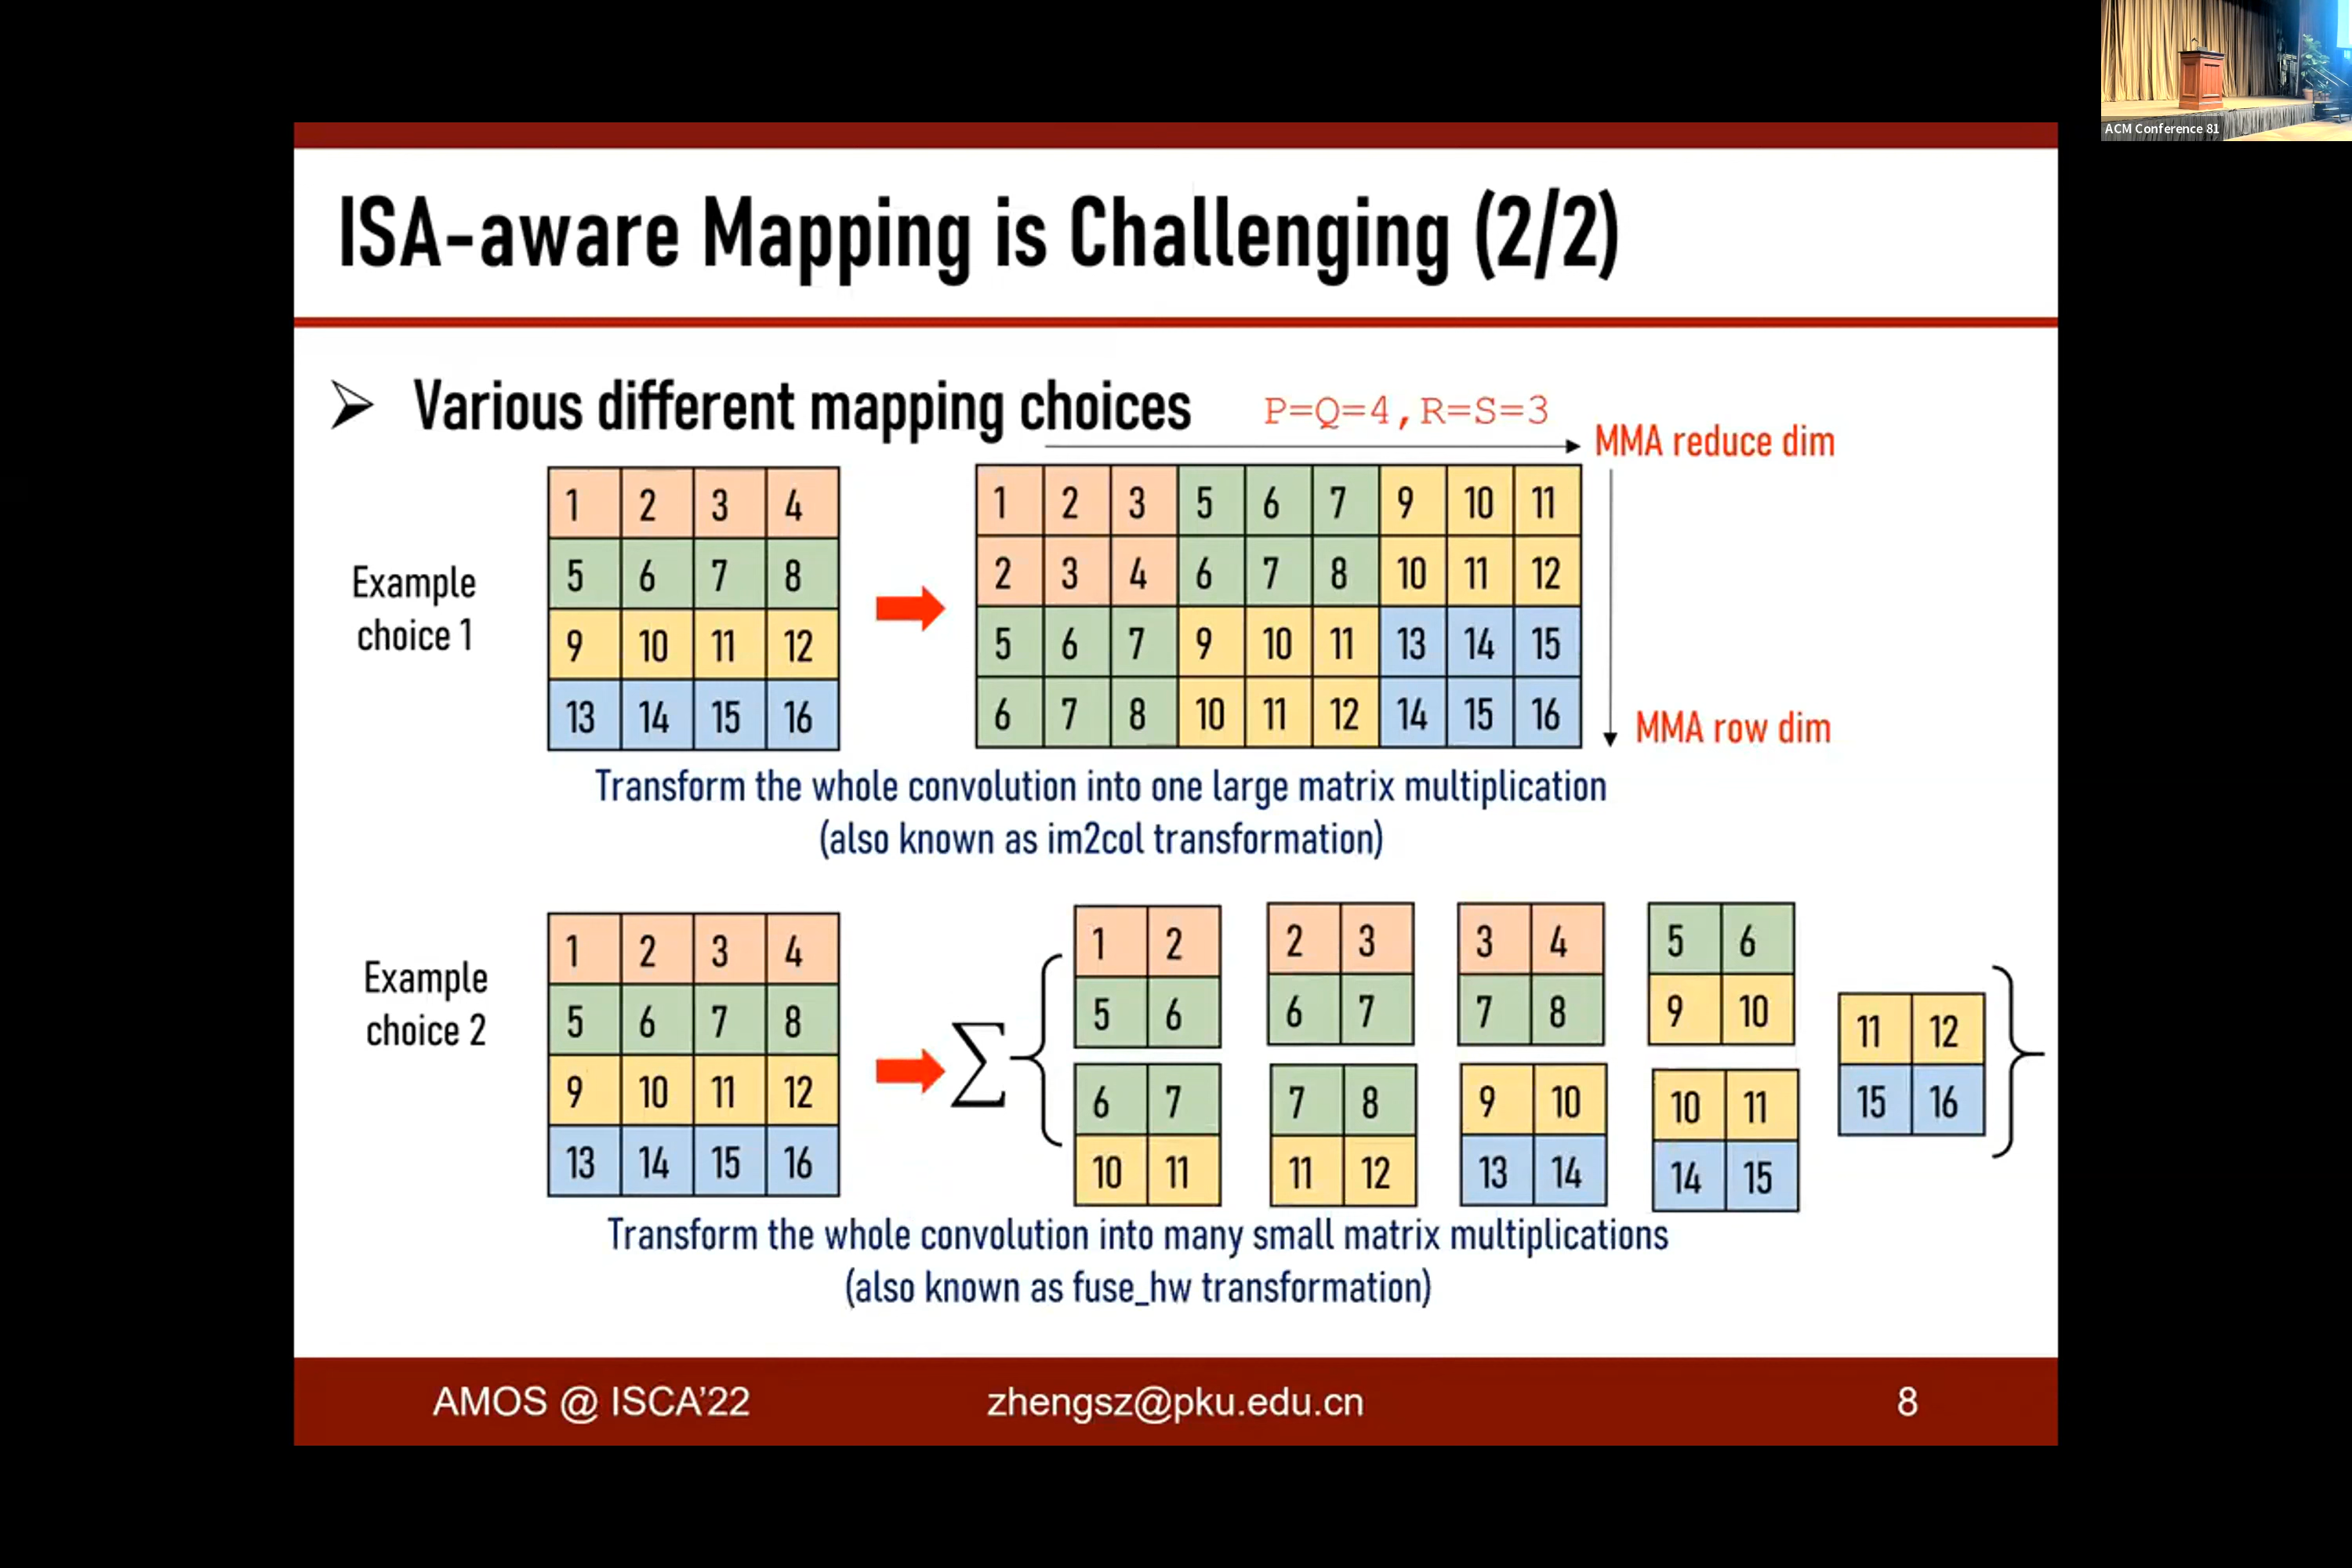 ACM Conference 81
ISA-aware Mapping is Challenging (2/2)
➢ Various different mapping choices
P=Q=4,R=S=3
MMA reduce dim
Example
choice 1
1 2 3 4
5 6 7 8
9 10 11 12
13 14 15 16
1 2 3 5 6 7 9 10 11
2 3 4 6 7 8 10 11 12
5 6 7 9 10 11 13 14 15
6 7 8 10 11 12 14 15 16
MMA row dim
Transform the whole convolution into one large matrix multiplication
(also known as im2col transformation)
Example
choice 2
1 2 3 4
5 6 7 8
9 10 11 12
13 14 15 16
∑
1 2
5 6
2 3
6 7
3 4
7 8
5 6
9 10
6 7
10 11
7 8
11 12
9 10
13 14
10 11
14 15
11 12
15 16
Transform the whole convolution into many small matrix multiplications
(also known as fuse_hw transformation)
AMOS @ ISCA’22
zhengsz@pku.edu.cn
8